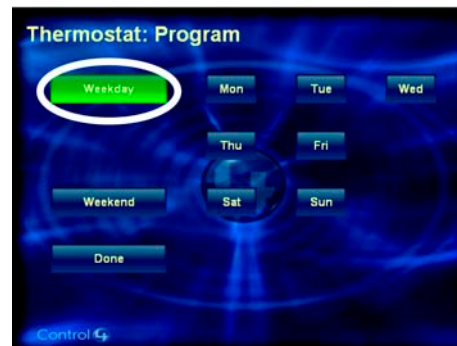 Thermostat: Program
Weekday Mon Tue Wed
Thu Fri
Weekend Sat Sun
Done
Control4